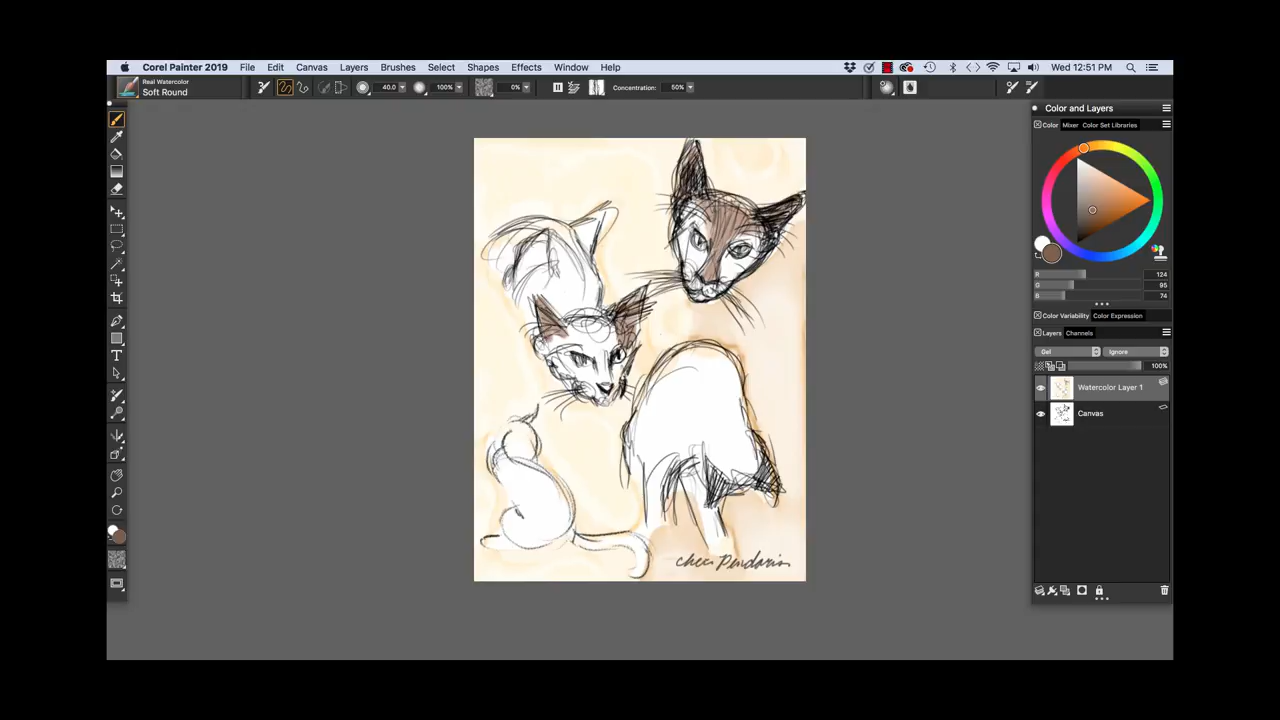 Corel Painter 2019 File Edit Canvas Layers Brushes Select Shapes Effects Window Help Wed 12:51 PM
Real Watercolor
Soft Round
40.0 100% 0% Concentration: 50%
Color and Layers
Color Mixer Color Set Libraries
R 124
G 95
B 74
Color Variability Color Expression
Layers Channels
Gel Ignore
100%
Watercolor Layer 1
Canvas
T